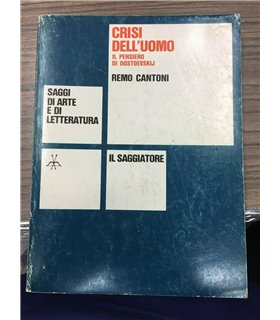 CRISI
DELL'UOMO
IL PENSIERO
DI DOSTOEVSKIJ
REMO CANTONI
SAGGI
DI ARTE
E DI
LETTERATURA
IL SAGGIATORE